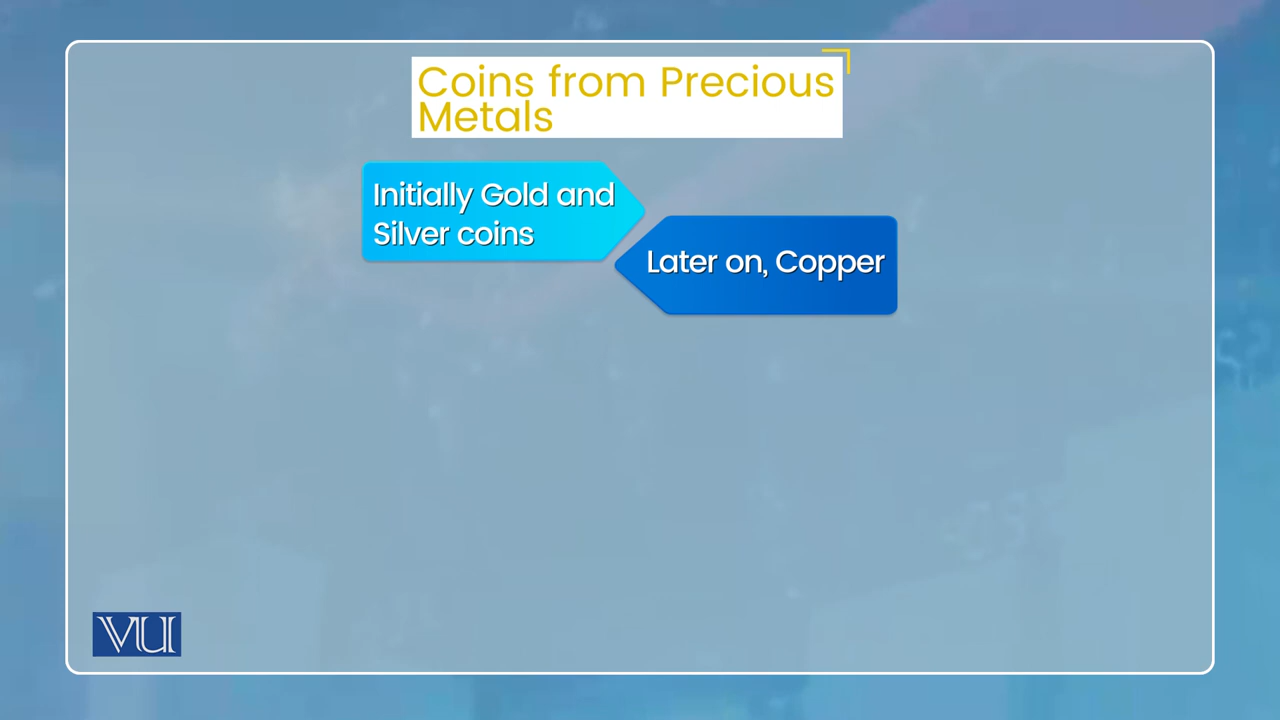 Coins from Precious
Metals
Initially Gold and
Silver coins
Later on, Copper
VU